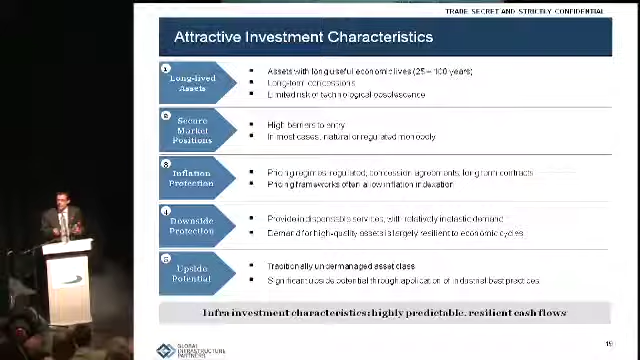 TRADE SECRET AND STRICTLY CONFIDENTIAL
Attractive Investment Characteristics
1
Long-lived
Assets
Assets with long useful economic lives (25 – 100 years)
Long-term concessions
Limited risk of technological obsolescence
2
Secure
Market
Positions
High barriers to entry
In most cases, natural or regulated monopoly
3
Inflation
Protection
Pricing regimes: regulated, concession agreements, long term contracts
Pricing frameworks often allow inflation indexation
4
Downside
Protection
Provide indispensable services, with relatively inelastic demand
Demand for high-quality assets is largely resilient to economic cycles
5
Upside
Potential
Traditionally undermanaged asset class
Significant upside potential through application of industrial best practices
Infra investment characteristics: highly predictable, resilient cash flows
GLOBAL
INFRASTRUCTURE
PARTNERS
19